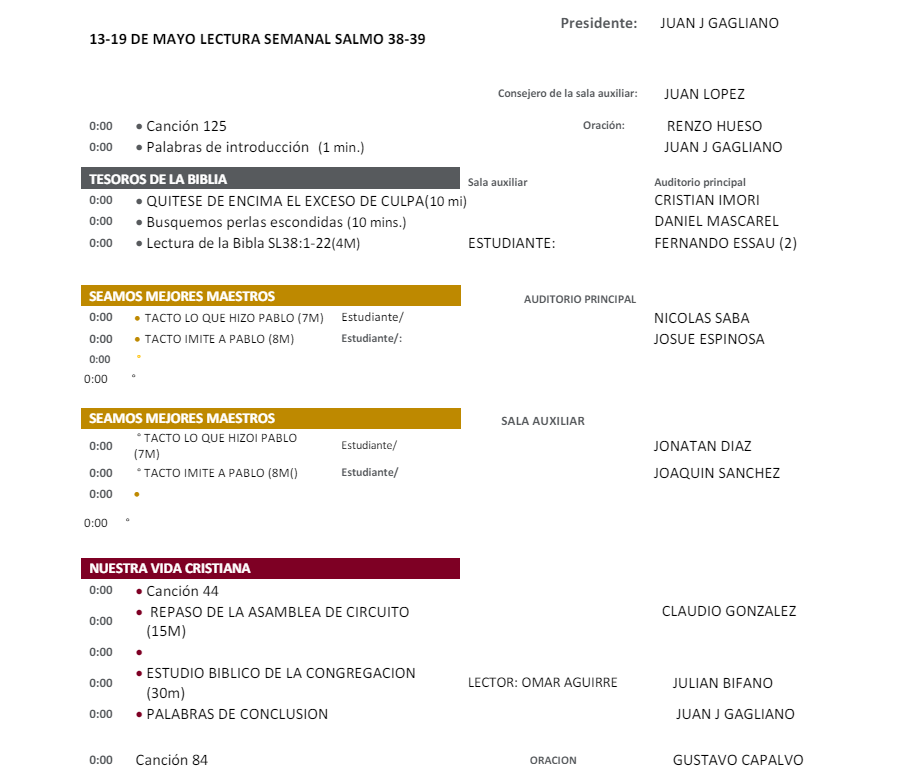 Presidente: JUAN J GAGLIANO
13-19 DE MAYO LECTURA SEMANAL SALMO 38-39
Consejero de la sala auxiliar: JUAN LOPEZ
0:00 • Canción 125 Oración: RENZO HUESO
0:00 • Palabras de introducción (1 min.) JUAN J GAGLIANO
TESOROS DE LA BIBLIA Sala auxiliar Auditorio principal
0:00 • QUITESE DE ENCIMA EL EXCESO DE CULPA(10 mi) CRISTIAN IMORI
0:00 • Busquemos perlas escondidas (10 mins.) DANIEL MASCAREL
0:00 • Lectura de la Bibla SL38:1-22(4M) ESTUDIANTE: FERNANDO ESSAU (2)
SEAMOS MEJORES MAESTROS AUDITORIO PRINCIPAL
0:00 • TACTO LO QUE HIZO PABLO (7M) Estudiante/ NICOLAS SABA
0:00 • TACTO IMITE A PABLO (8M) Estudiante/: JOSUE ESPINOSA
0:00 °
0:00 °
SEAMOS MEJORES MAESTROS SALA AUXILIAR
0:00 ° TACTO LO QUE HIZOI PABLO
(7M) Estudiante/ JONATAN DIAZ
0:00 ° TACTO IMITE A PABLO (8M() Estudiante/ JOAQUIN SANCHEZ
0:00 •
0:00 °
NUESTRA VIDA CRISTIANA
0:00 • Canción 44
0:00 • REPASO DE LA ASAMBLEA DE CIRCUITO CLAUDIO GONZALEZ
(15M)
0:00 •
0:00 • ESTUDIO BIBLICO DE LA CONGREGACION
(30m) LECTOR: OMAR AGUIRRE JULIAN BIFANO
0:00 • PALABRAS DE CONCLUSION JUAN J GAGLIANO
0:00 Canción 84 ORACION GUSTAVO CAPALVO